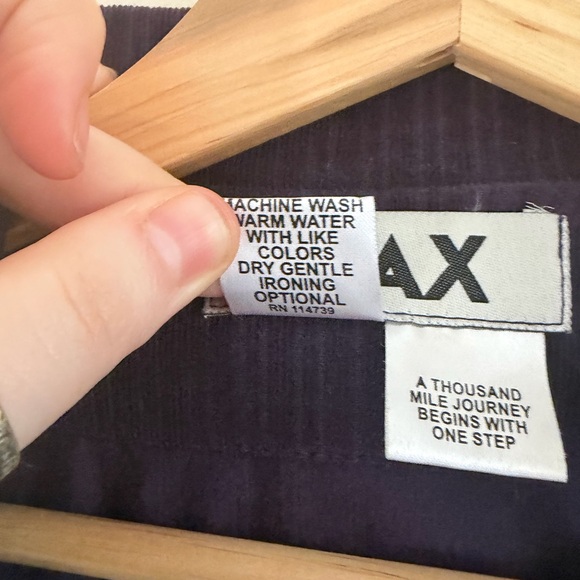 MACHINE WASH
WARM WATER
WITH LIKE
COLORS
DRY GENTLE
IRONING
OPTIONAL
RN 114739
AX
A THOUSAND
MILE JOURNEY
BEGINS WITH
ONE STEP